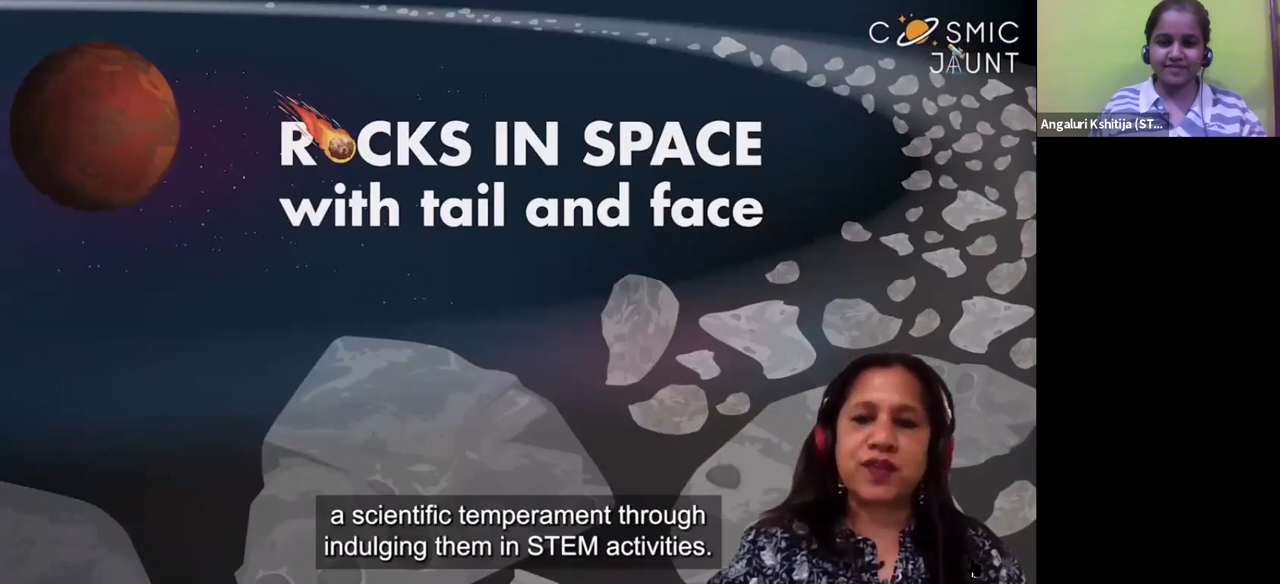 COSMIC
JAUNT
ROCKS IN SPACE
with tail and face
Angaluri Kshitija (ST...
a scientific temperament through
indulging them in STEM activities.